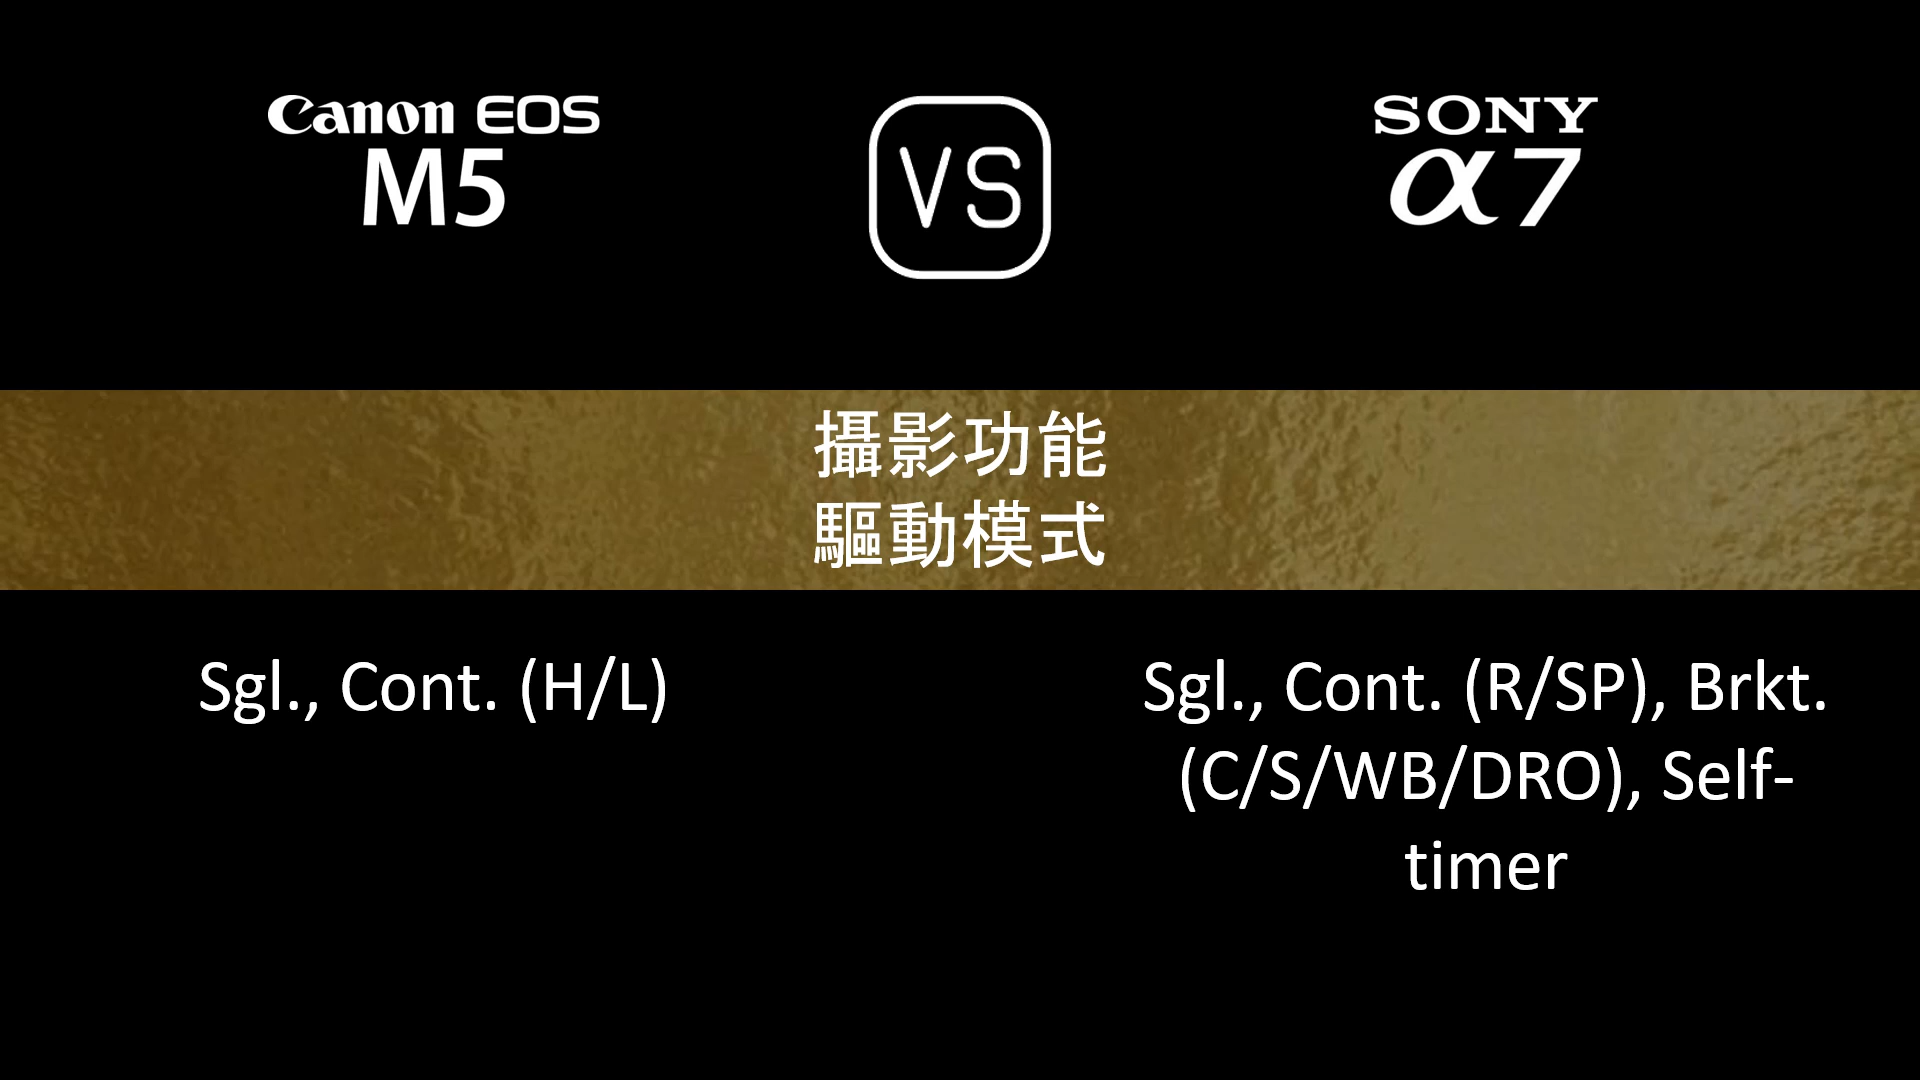 Canon EOS
M5
VS
SONY
α7
攝影功能
驅動模式
Sgl., Cont. (H/L)
Sgl., Cont. (R/SP), Brkt.
(C/S/WB/DRO), Self-
timer